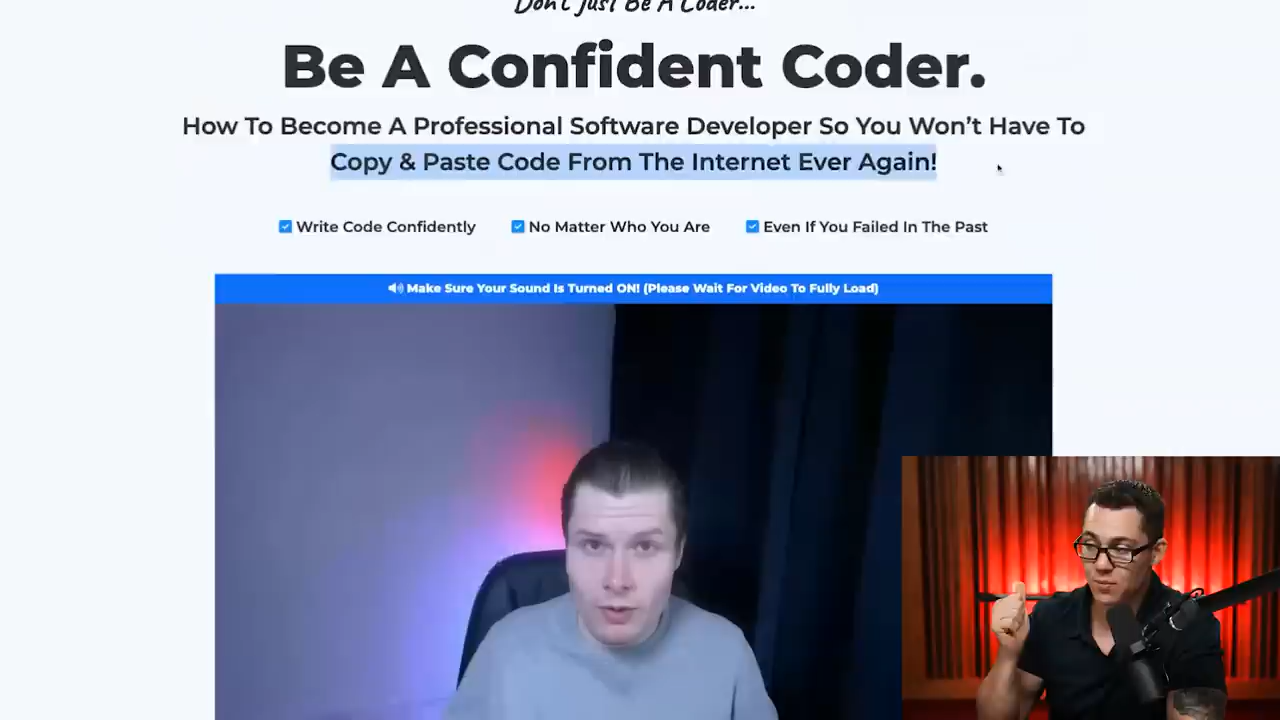 Don't Just Be A Coder...
Be A Confident Coder.
How To Become A Professional Software Developer So You Won't Have To
Copy & Paste Code From The Internet Ever Again!
Write Code Confidently
No Matter Who You Are
Even If You Failed In The Past
Make Sure Your Sound Is Turned ON! (Please Wait For Video To Fully Load)